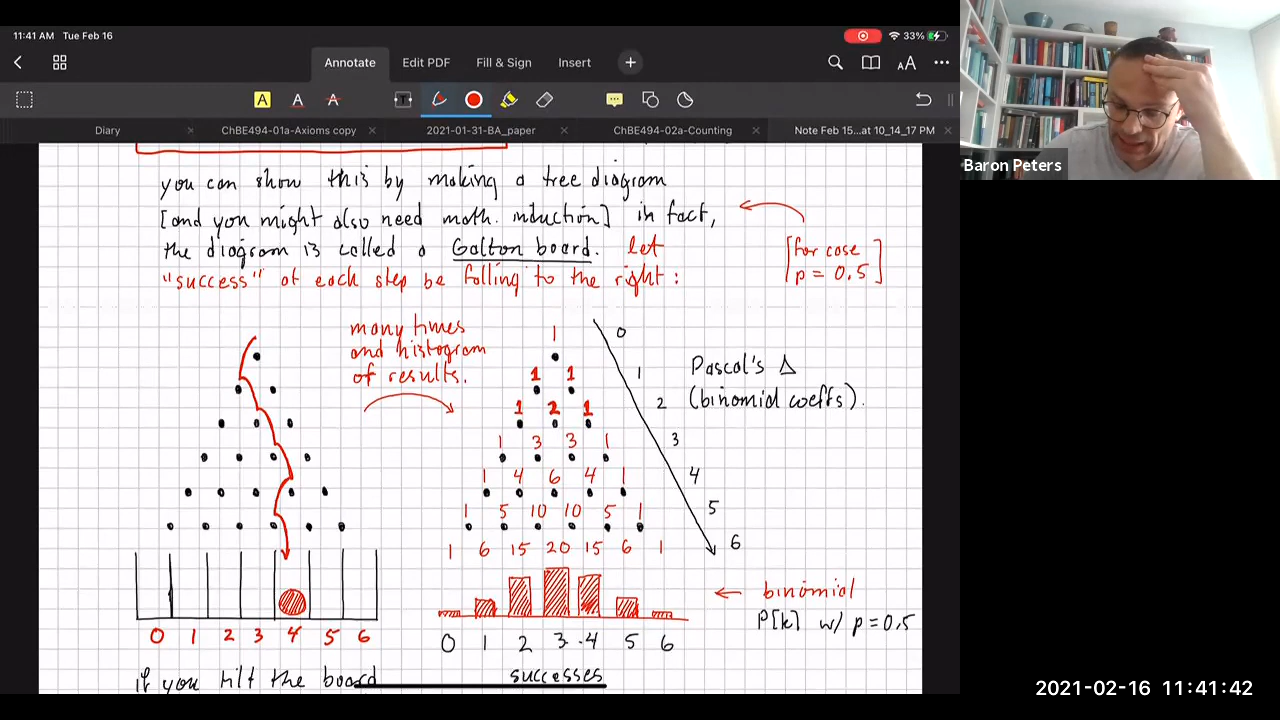 11:41 AM Tue Feb 16
33%
Annotate
Edit PDF
Fill & Sign
Insert
Diary
ChBE494-01a-Axioms copy
2021-01-31-BA_paper
ChBE494-02a-Counting
Note Feb 15...at 10_14_17 PM
Baron Peters
you can show this by making a tree diagram
[and you might also need math. induction] in fact,
the diagram is called a Galton board. let
"success" at each step be falling to the right:
[for case
p = 0.5]
many times
and histogram
of results.
Pascal's Δ
(binomial coeffs).
1 0
1 1 1
1 2 1 2
1 3 3 1 3
1 4 6 4 1 4
1 5 10 10 5 1 5
1 6 15 20 15 6 1 6
0 1 2 3 4 5 6
0 1 2 3 4 5 6
successes
binomial
P[k] w/ p = 0.5
if you tilt the board
2021-02-16 11:41:42